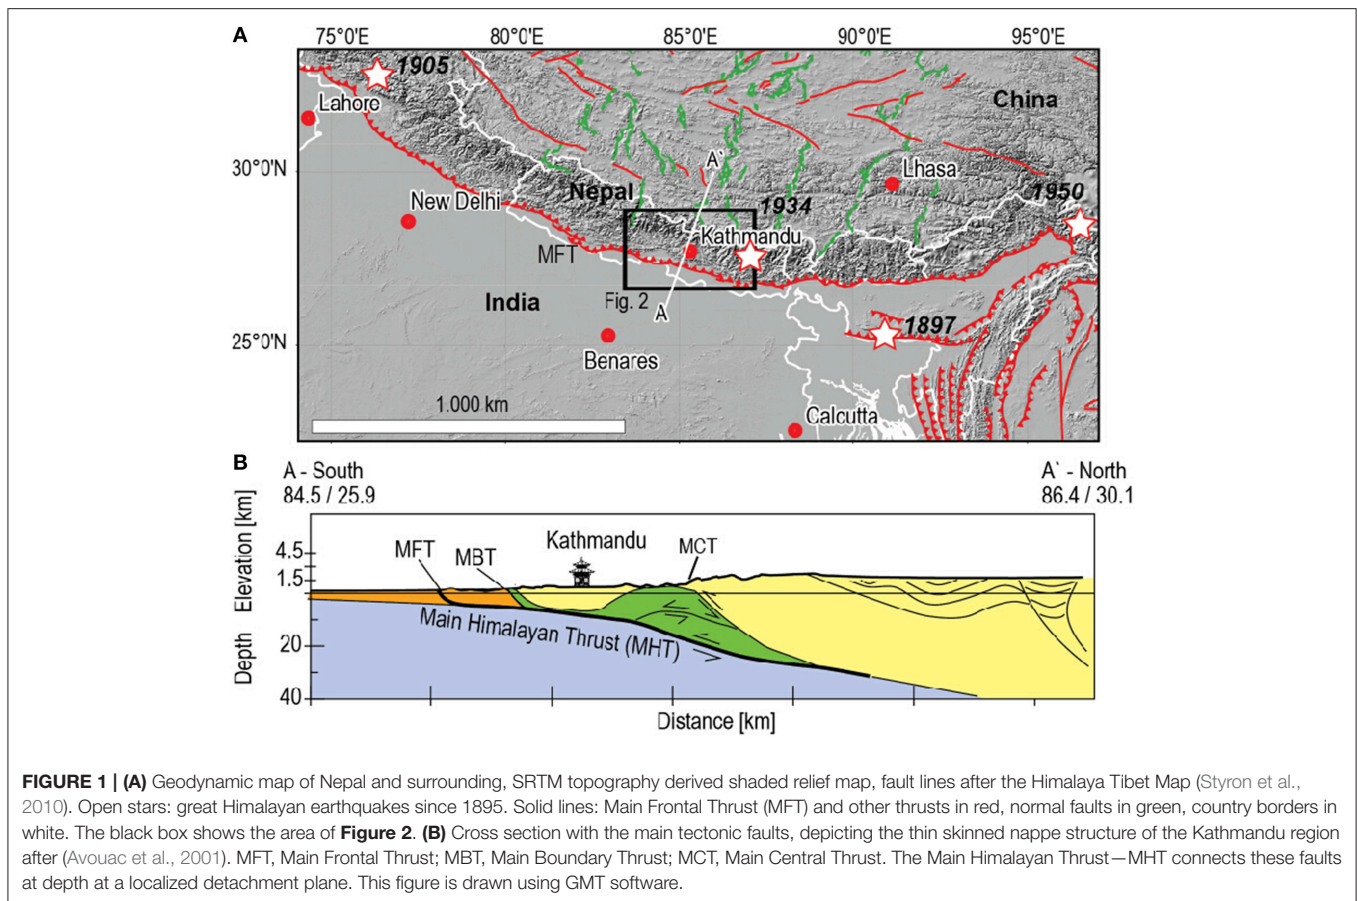 A
75°0'E
80°0'E
85°0'E
90°0'E
95°0'E
1905
China
Lahore
30°0'N
A`
Lhasa
Nepal
1950
New Delhi
1934
Kathmandu
MFT
India
Fig. 2
A
1897
25°0'N
Benares
1.000 km
Calcutta
B
A - South
84.5 / 25.9
A` - North
86.4 / 30.1
Elevation [km]
Depth
4.5
1.5
20
40
MFT
MBT
Kathmandu
MCT
Main Himalayan Thrust (MHT)
Distance [km]
FIGURE 1 | (A) Geodynamic map of Nepal and surrounding, SRTM topography derived shaded relief map, fault lines after the Himalaya Tibet Map (Styron et al.,
2010). Open stars: great Himalayan earthquakes since 1895. Solid lines: Main Frontal Thrust (MFT) and other thrusts in red, normal faults in green, country borders in
white. The black box shows the area of Figure 2. (B) Cross section with the main tectonic faults, depicting the thin skinned nappe structure of the Kathmandu region
after (Avouac et al., 2001). MFT, Main Frontal Thrust; MBT, Main Boundary Thrust; MCT, Main Central Thrust. The Main Himalayan Thrust—MHT connects these faults
at depth at a localized detachment plane. This figure is drawn using GMT software.